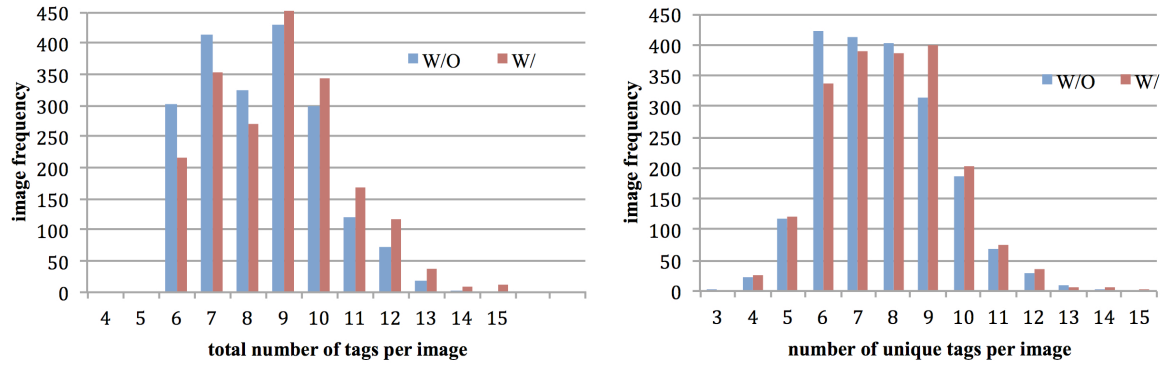 450
400
350
300
250
200
150
100
50
0
image frequency
W/O W/
4 5 6 7 8 9 10 11 12 13 14 15
total number of tags per image
450
400
350
300
250
200
150
100
50
0
image frequency
W/O W/
3 4 5 6 7 8 9 10 11 12 13 14 15
number of unique tags per image